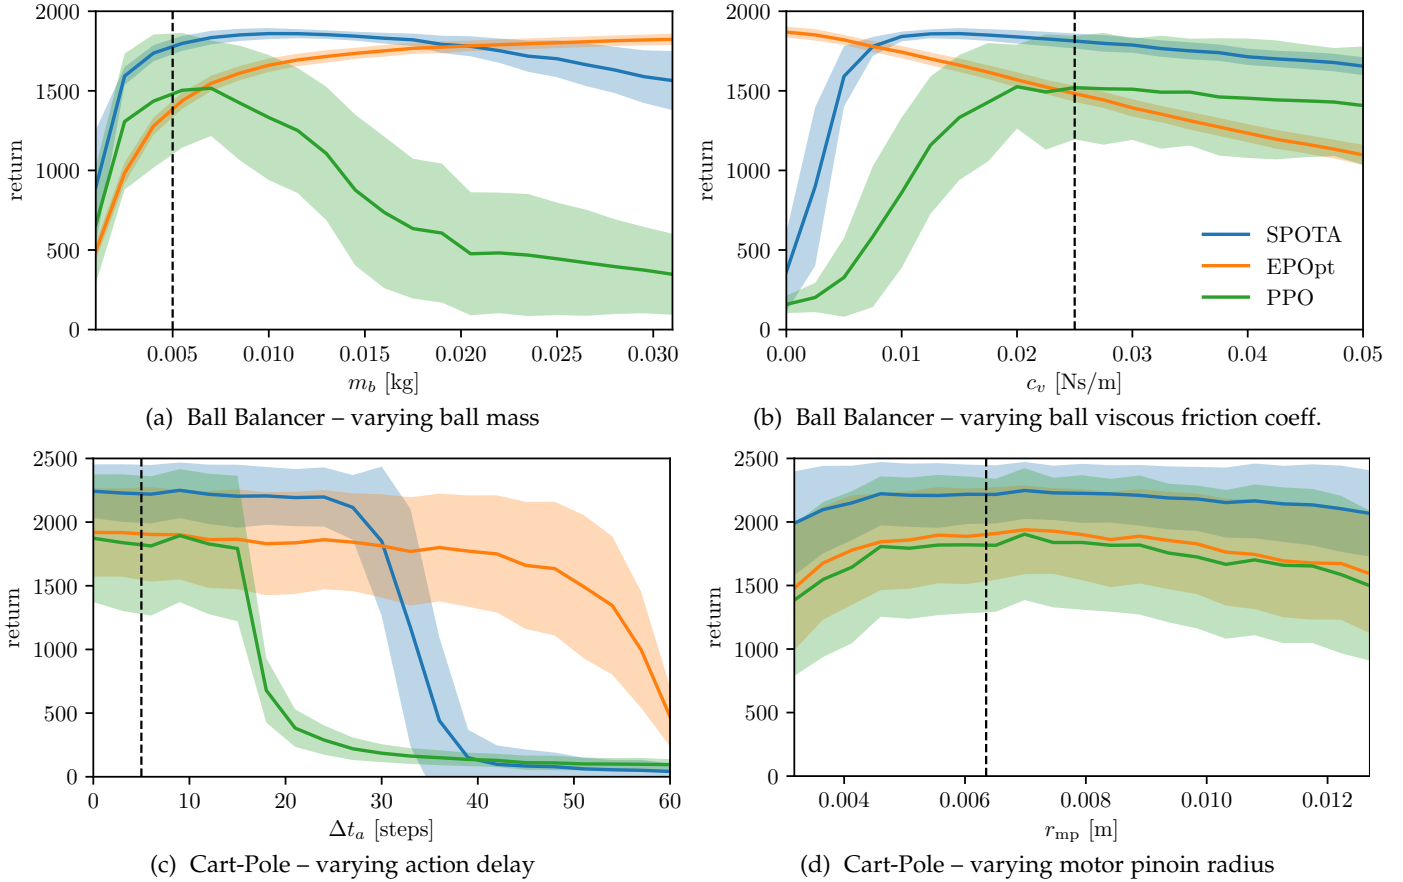 2000
1500
1000
500
0
return
0.005 0.010 0.015 0.020 0.025 0.030
m_b [kg]
(a) Ball Balancer – varying ball mass
2000
1500
1000
500
0
return
SPOTA
EPOpt
PPO
0.00 0.01 0.02 0.03 0.04 0.05
c_v [Ns/m]
(b) Ball Balancer – varying ball viscous friction coeff.
2500
2000
1500
1000
500
0
return
0 10 20 30 40 50 60
Δt_a [steps]
(c) Cart-Pole – varying action delay
2500
2000
1500
1000
500
0
return
0.004 0.006 0.008 0.010 0.012
r_mp [m]
(d) Cart-Pole – varying motor pinoin radius